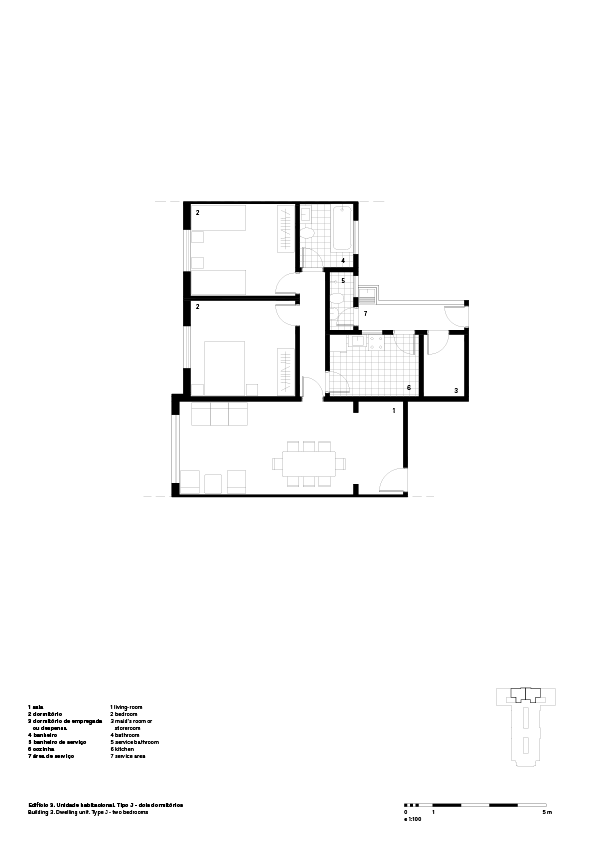 2
4
5
2
7
6
3
1
1 sala 1 living-room
2 dormitório 2 bedroom
3 dormitório de empregada 3 maid's room or
ou despensa storeroom
4 banheiro 4 bathroom
5 banheiro de serviço 5 service bathroom
6 cozinha 6 kitchen
7 área de serviço 7 service area
Edifício 3. Unidade habitacional. Tipo J - dois dormitórios
Building 3. Dwelling unit. Type J - two bedrooms
0 1 5 m
e 1:100